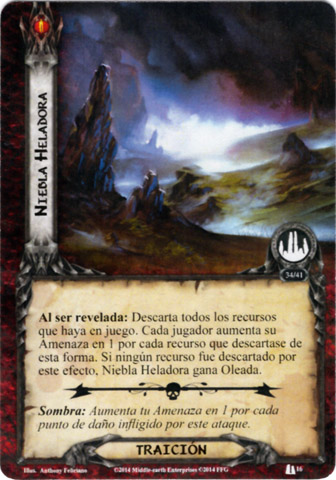 NIEBLA HELADORA
34/41
Al ser revelada: Descarta todos los recursos
que haya en juego. Cada jugador aumenta su
Amenaza en 1 por cada recurso que descartase de
esta forma. Si ningún recurso fue descartado por
este efecto, Niebla Heladora gana Oleada.
Sombra: Aumenta tu Amenaza en 1 por cada
punto de daño infligido por este ataque.
TRAICIÓN
Illus. Anthony Feliciano
©2014 Middle-earth Enterprises ©2014 FFG
16